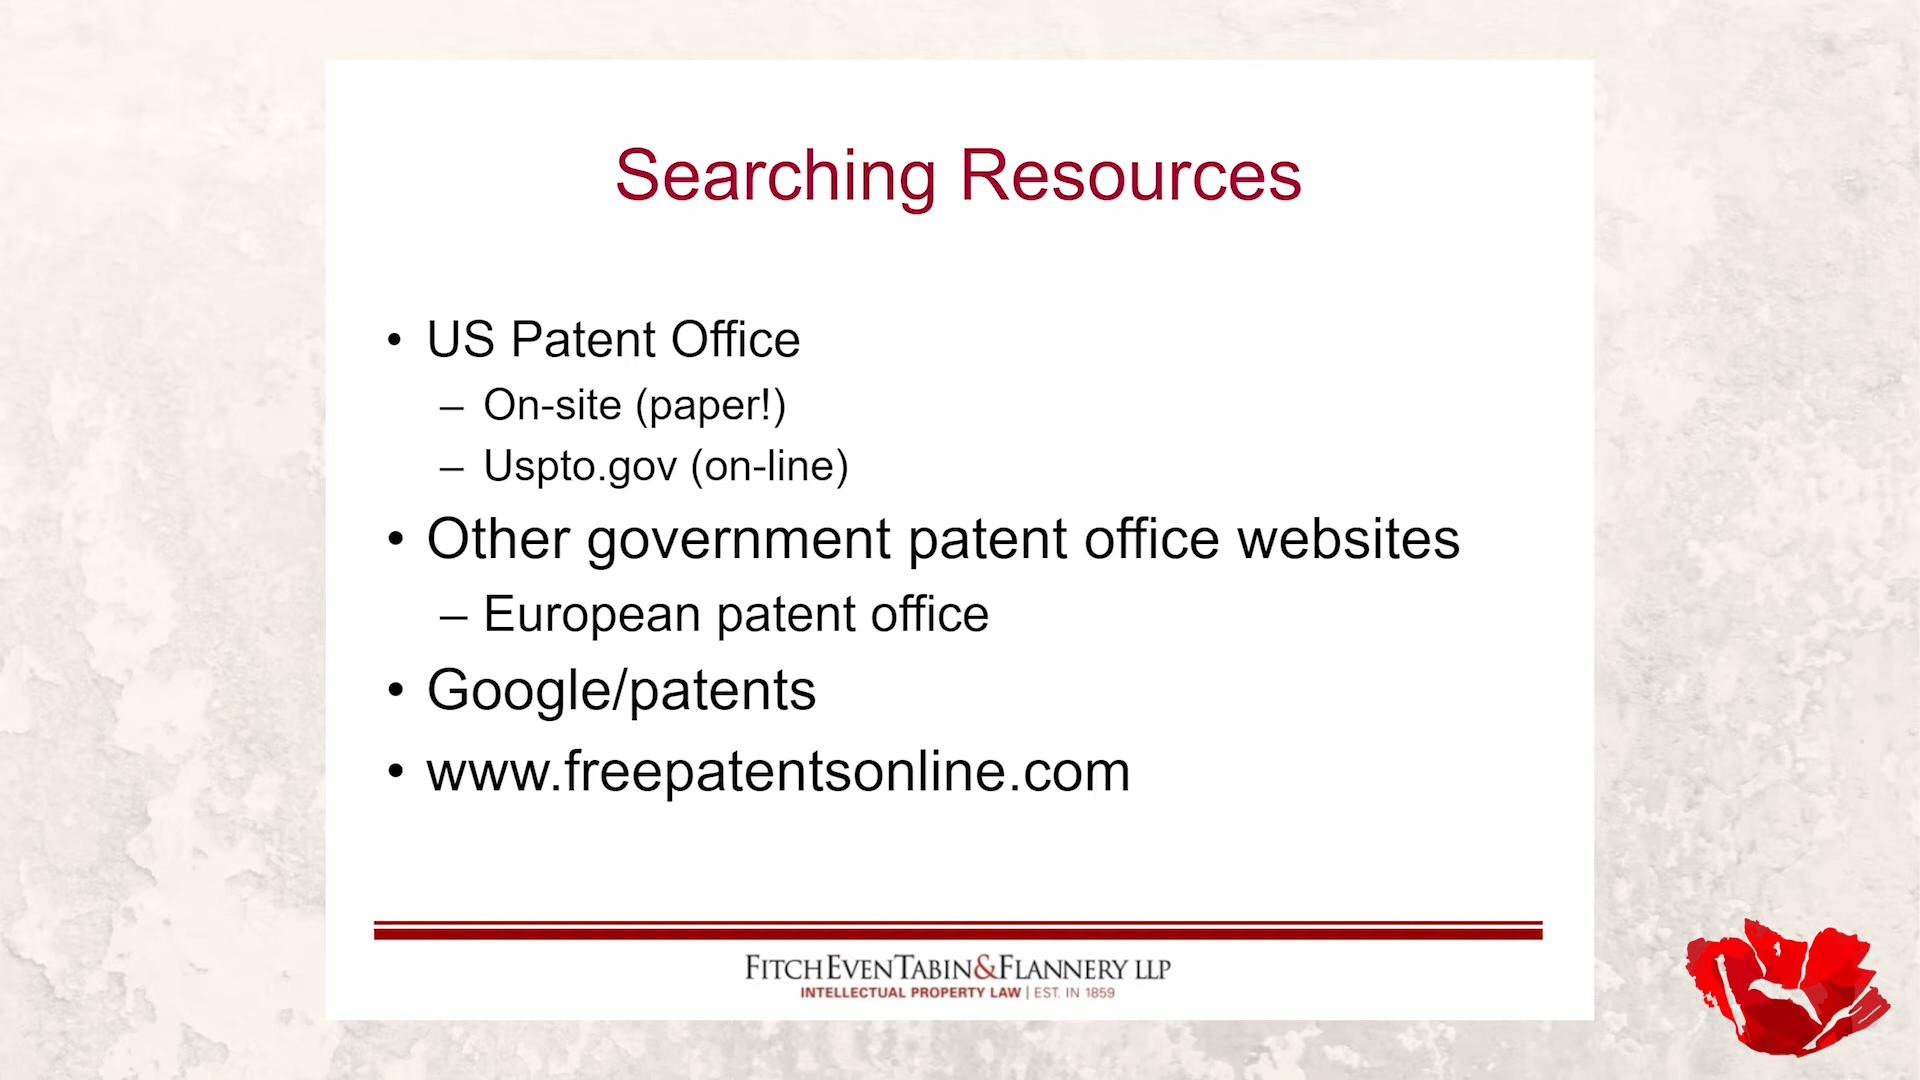 Searching Resources
• US Patent Office
– On-site (paper!)
– Uspto.gov (on-line)
• Other government patent office websites
– European patent office
• Google/patents
• www.freepatentsonline.com
FITCH EVEN TABIN & FLANNERY LLP
INTELLECTUAL PROPERTY LAW | EST. IN 1859